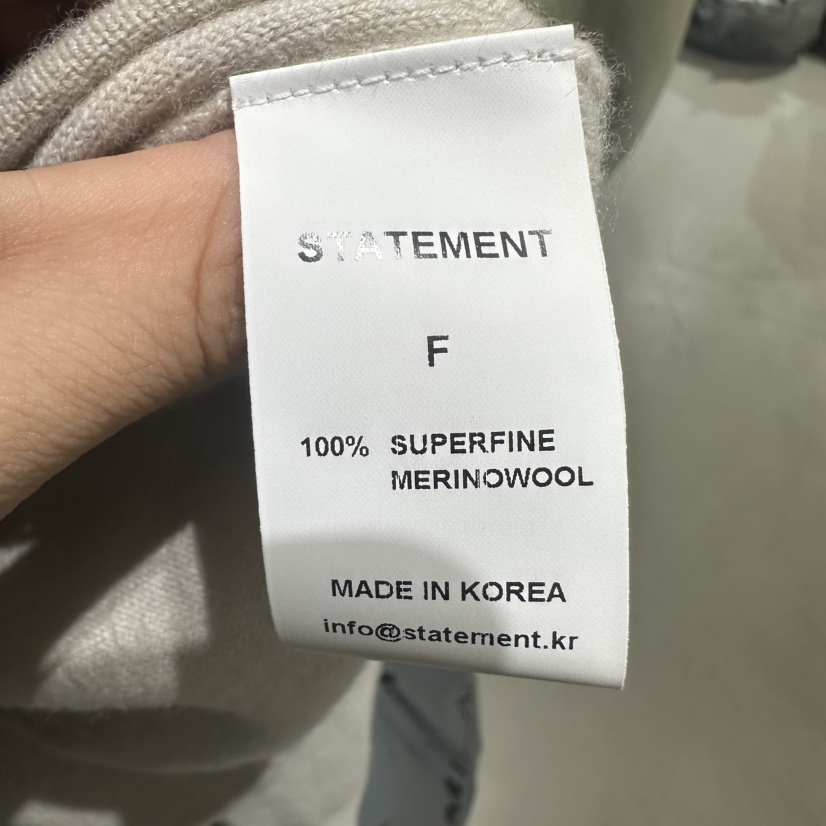 STATEMENT
F
100% SUPERFINE
MERINOWOOL
MADE IN KOREA
info@statement.kr